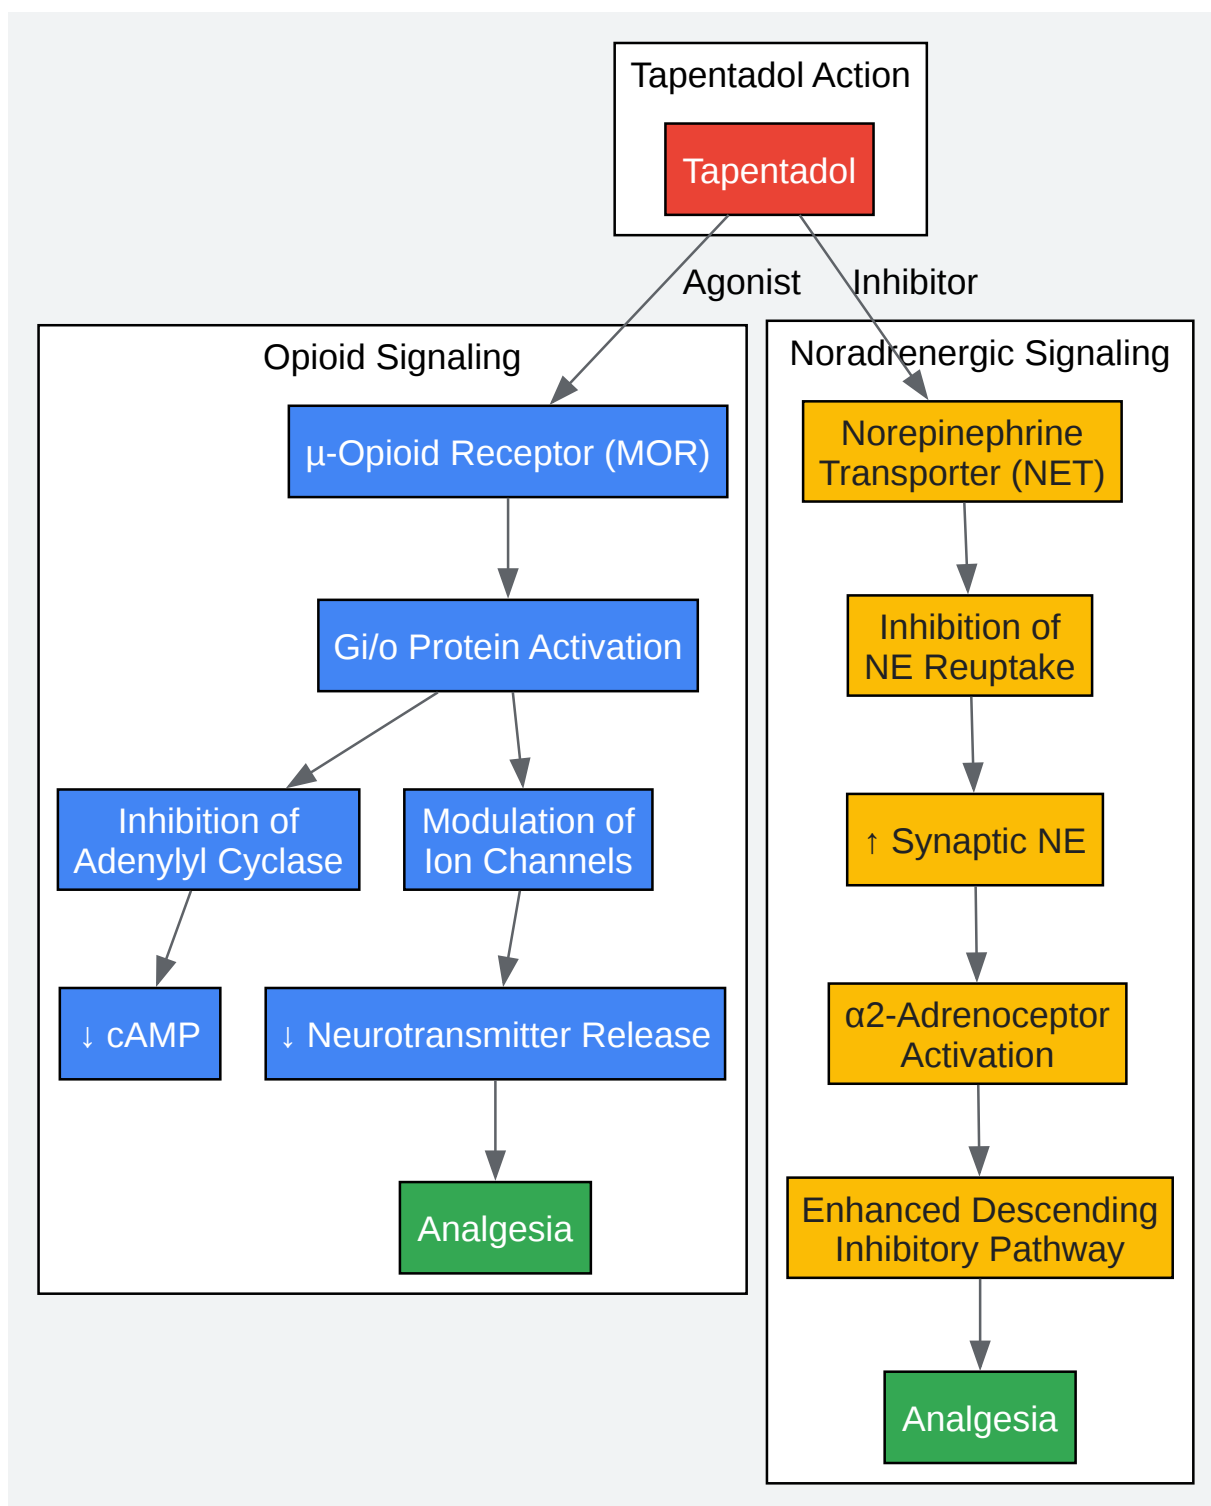 Tapentadol Action
Tapentadol
Agonist
Inhibitor
Opioid Signaling
µ-Opioid Receptor (MOR)
Gi/o Protein Activation
Inhibition of
Adenylyl Cyclase
Modulation of
Ion Channels
↓ cAMP
↓ Neurotransmitter Release
Analgesia
Noradrenergic Signaling
Norepinephrine
Transporter (NET)
Inhibition of
NE Reuptake
↑ Synaptic NE
α2-Adrenoceptor
Activation
Enhanced Descending
Inhibitory Pathway
Analgesia